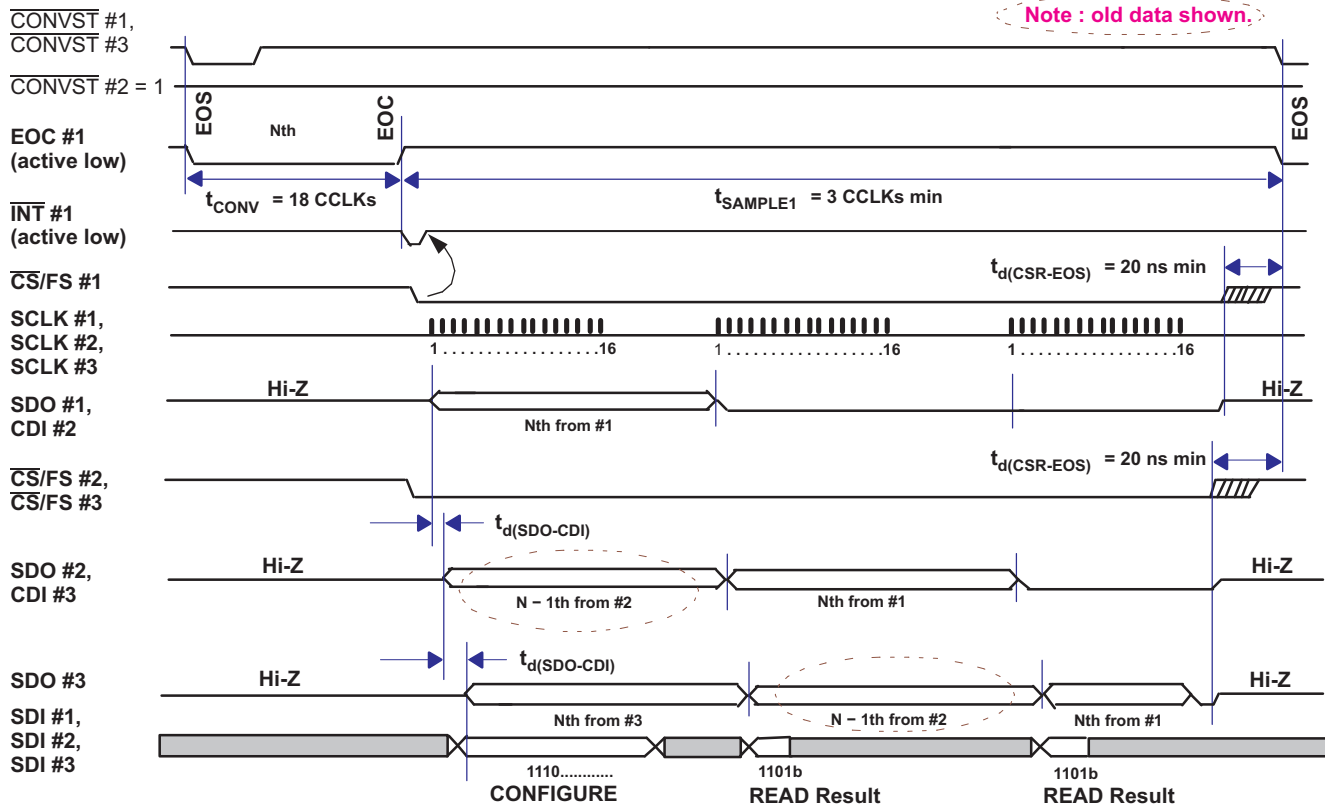 CONVST #1,
CONVST #3
Note : old data shown.
CONVST #2 = 1
EOS
Nth
EOC
EOS
EOC #1
(active low)
tCONV = 18 CCLKs
tSAMPLE1 = 3 CCLKs min
INT #1
(active low)
td(CSR-EOS) = 20 ns min
CS/FS #1
SCLK #1,
SCLK #2,
SCLK #3
1 . . . . . . . . . . . . . . . . . . 16
1 . . . . . . . . . . . . . . . . . . 16
1 . . . . . . . . . . . . . . . . . . 16
Hi-Z
Hi-Z
SDO #1,
CDI #2
Nth from #1
td(CSR-EOS) = 20 ns min
CS/FS #2,
CS/FS #3
td(SDO-CDI)
Hi-Z
Hi-Z
SDO #2,
CDI #3
N − 1th from #2
Nth from #1
td(SDO-CDI)
SDO #3
Hi-Z
Hi-Z
Nth from #3
N − 1th from #2
Nth from #1
SDI #1,
SDI #2,
SDI #3
1110............
1101b
1101b
CONFIGURE
READ Result
READ Result